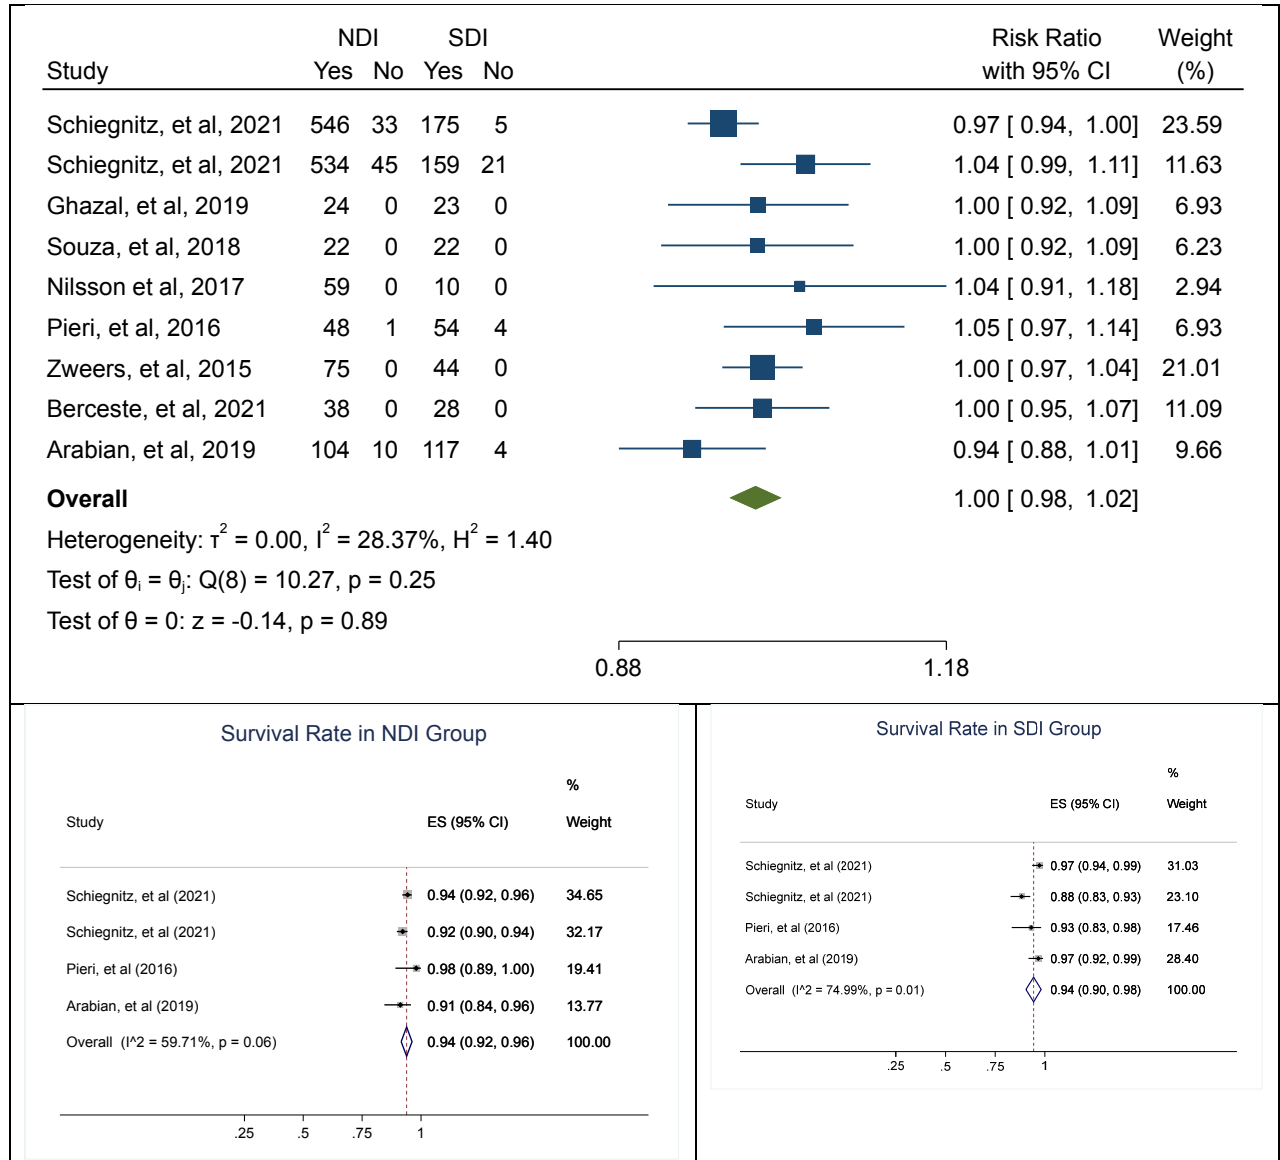 NDI SDI Risk Ratio Weight
Study Yes No Yes No with 95% CI (%)
Schiegnitz, et al, 2021 546 33 175 5 0.97 [ 0.94, 1.00] 23.59
Schiegnitz, et al, 2021 534 45 159 21 1.04 [ 0.99, 1.11] 11.63
Ghazal, et al, 2019 24 0 23 0 1.00 [ 0.92, 1.09] 6.93
Souza, et al, 2018 22 0 22 0 1.00 [ 0.92, 1.09] 6.23
Nilsson et al, 2017 59 0 10 0 1.04 [ 0.91, 1.18] 2.94
Pieri, et al, 2016 48 1 54 4 1.05 [ 0.97, 1.14] 6.93
Zweers, et al, 2015 75 0 44 0 1.00 [ 0.97, 1.04] 21.01
Berceste, et al, 2021 38 0 28 0 1.00 [ 0.95, 1.07] 11.09
Arabian, et al, 2019 104 10 117 4 0.94 [ 0.88, 1.01] 9.66
Overall 1.00 [ 0.98, 1.02]
Heterogeneity: τ² = 0.00, I² = 28.37%, H² = 1.40
Test of θᵢ = θⱼ: Q(8) = 10.27, p = 0.25
Test of θ = 0: z = -0.14, p = 0.89
0.88 1.18
Survival Rate in NDI Group
%
Study ES (95% CI) Weight
Schiegnitz, et al (2021) 0.94 (0.92, 0.96) 34.65
Schiegnitz, et al (2021) 0.92 (0.90, 0.94) 32.17
Pieri, et al (2016) 0.98 (0.89, 1.00) 19.41
Arabian, et al (2019) 0.91 (0.84, 0.96) 13.77
Overall (I^2 = 59.71%, p = 0.06) 0.94 (0.92, 0.96) 100.00
.25 .5 .75 1
Survival Rate in SDI Group
%
Study ES (95% CI) Weight
Schiegnitz, et al (2021) 0.97 (0.94, 0.99) 31.03
Schiegnitz, et al (2021) 0.88 (0.83, 0.93) 23.10
Pieri, et al (2016) 0.93 (0.83, 0.98) 17.46
Arabian, et al (2019) 0.97 (0.92, 0.99) 28.40
Overall (I^2 = 74.99%, p = 0.01) 0.94 (0.90, 0.98) 100.00
.25 .5 .75 1